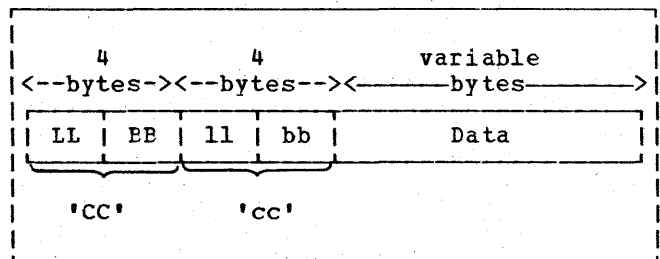 4 4 variable
<--bytes-><--bytes--><———bytes———>
LL BB ll bb Data
'CC' 'cc'